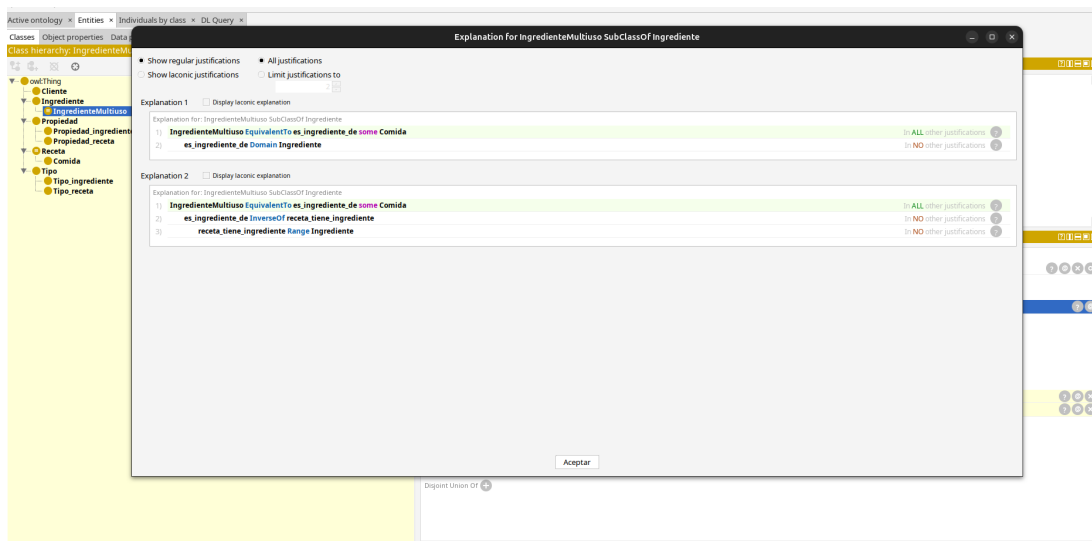 Active ontology × Entities × Individuals by class × DL Query ×
Classes Object properties Data
Class hierarchy: IngredienteMu
Explanation for IngredienteMultiuso SubClassOf Ingrediente
owl:Thing
Cliente
Ingrediente
IngredienteMultiuso
Propiedad
Propiedad_ingrediente
Propiedad_receta
Receta
Comida
Tipo
Tipo_ingrediente
Tipo_receta
Show regular justifications All justifications
Show laconic justifications Limit justifications to
2
Explanation 1 Display laconic explanation
Explanation for: IngredienteMultiuso SubClassOf Ingrediente
1) IngredienteMultiuso EquivalentTo es_ingrediente_de some Comida In ALL other justifications ?
2) es_ingrediente_de Domain Ingrediente In NO other justifications ?
Explanation 2 Display laconic explanation
Explanation for: IngredienteMultiuso SubClassOf Ingrediente
1) IngredienteMultiuso EquivalentTo es_ingrediente_de some Comida In ALL other justifications ?
2) es_ingrediente_de InverseOf receta_tiene_ingrediente In NO other justifications ?
3) receta_tiene_ingrediente Range Ingrediente In NO other justifications ?
Aceptar
Disjoint Union Of